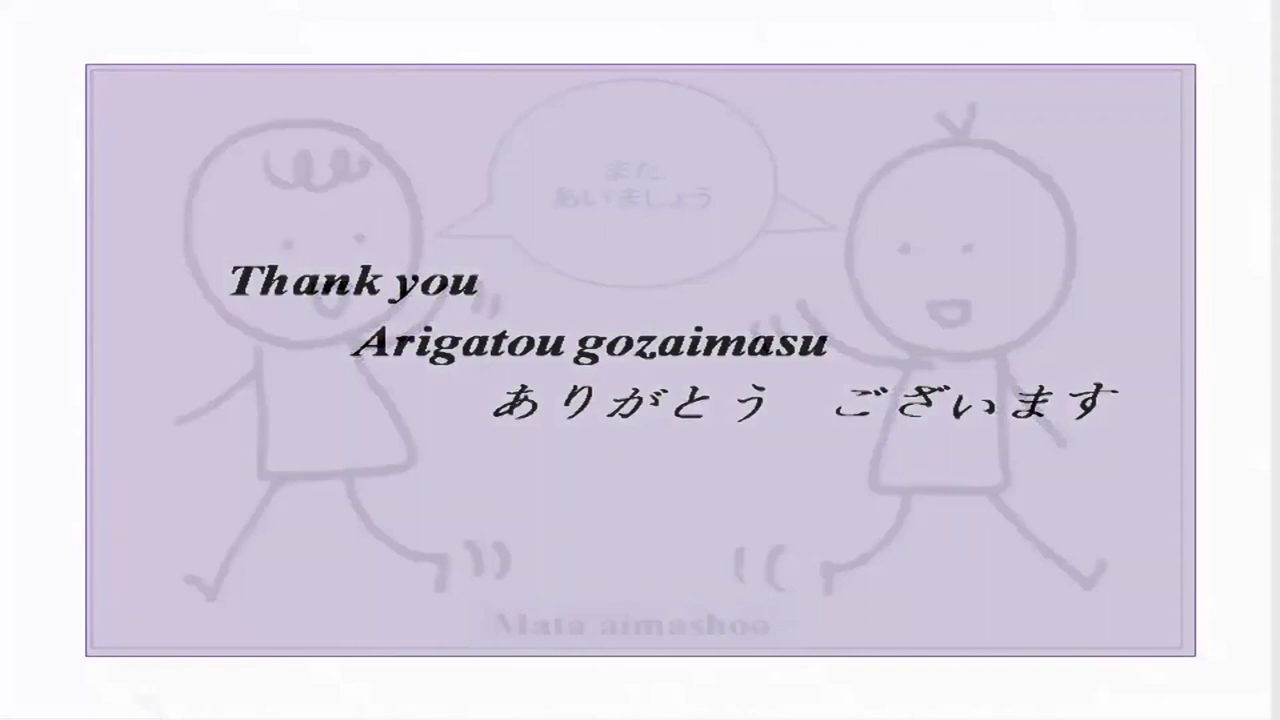 また、
あいましょう
Thank you
Arigatou gozaimasu
ありがとう　ございます
Mata aimashoo